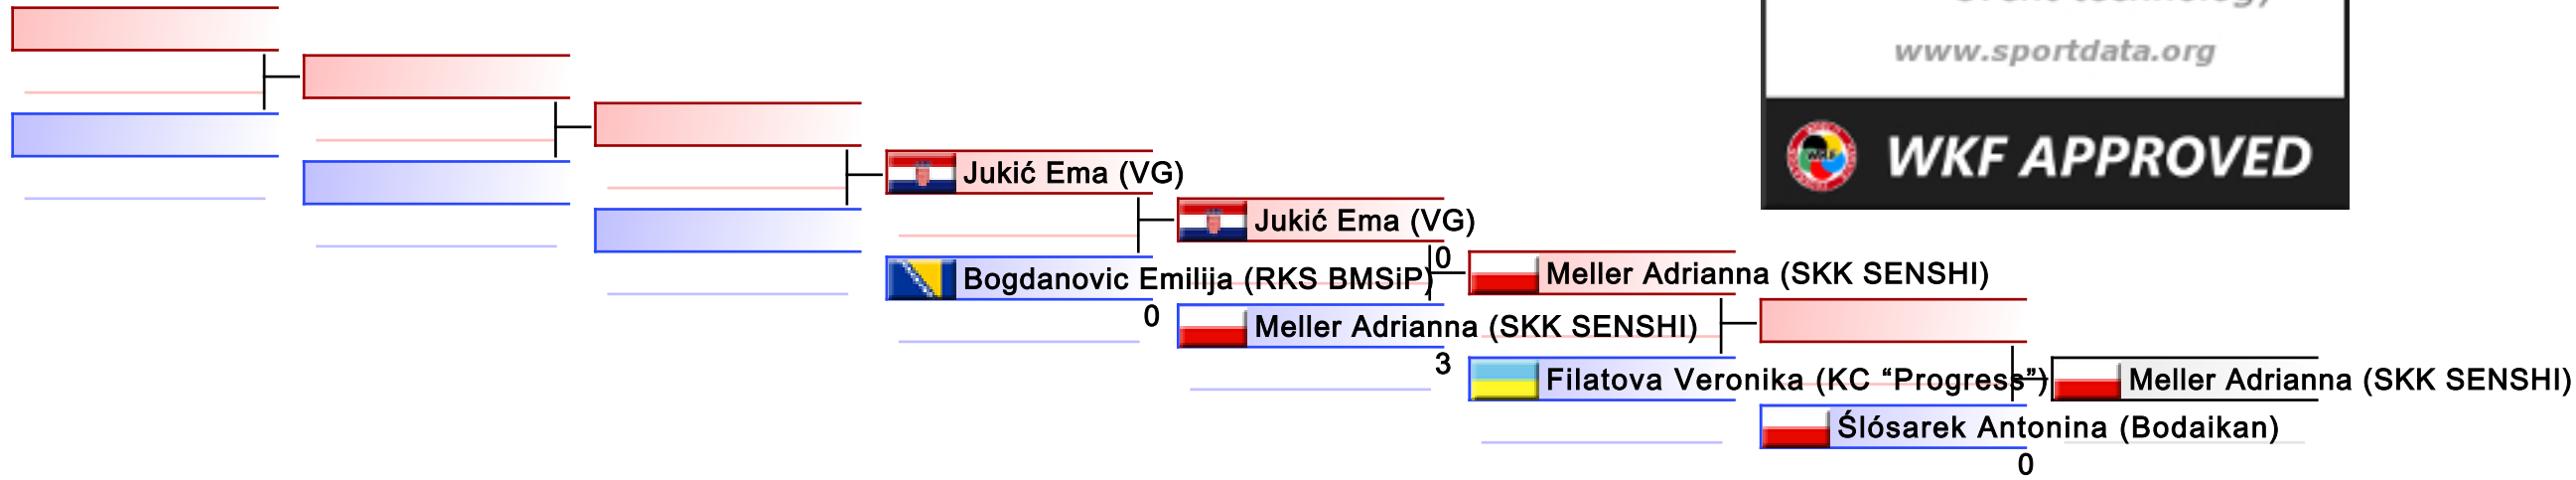 www.sportdata.org
WKF APPROVED
Jukić Ema (VG)
Jukić Ema (VG)
0
Bogdanovic Emilija (RKS BMSiP)
0
Meller Adrianna (SKK SENSHI)
Meller Adrianna (SKK SENSHI)
3
Filatova Veronika (KC “Progress”)
Meller Adrianna (SKK SENSHI)
Ślósarek Antonina (Bodaikan)
0